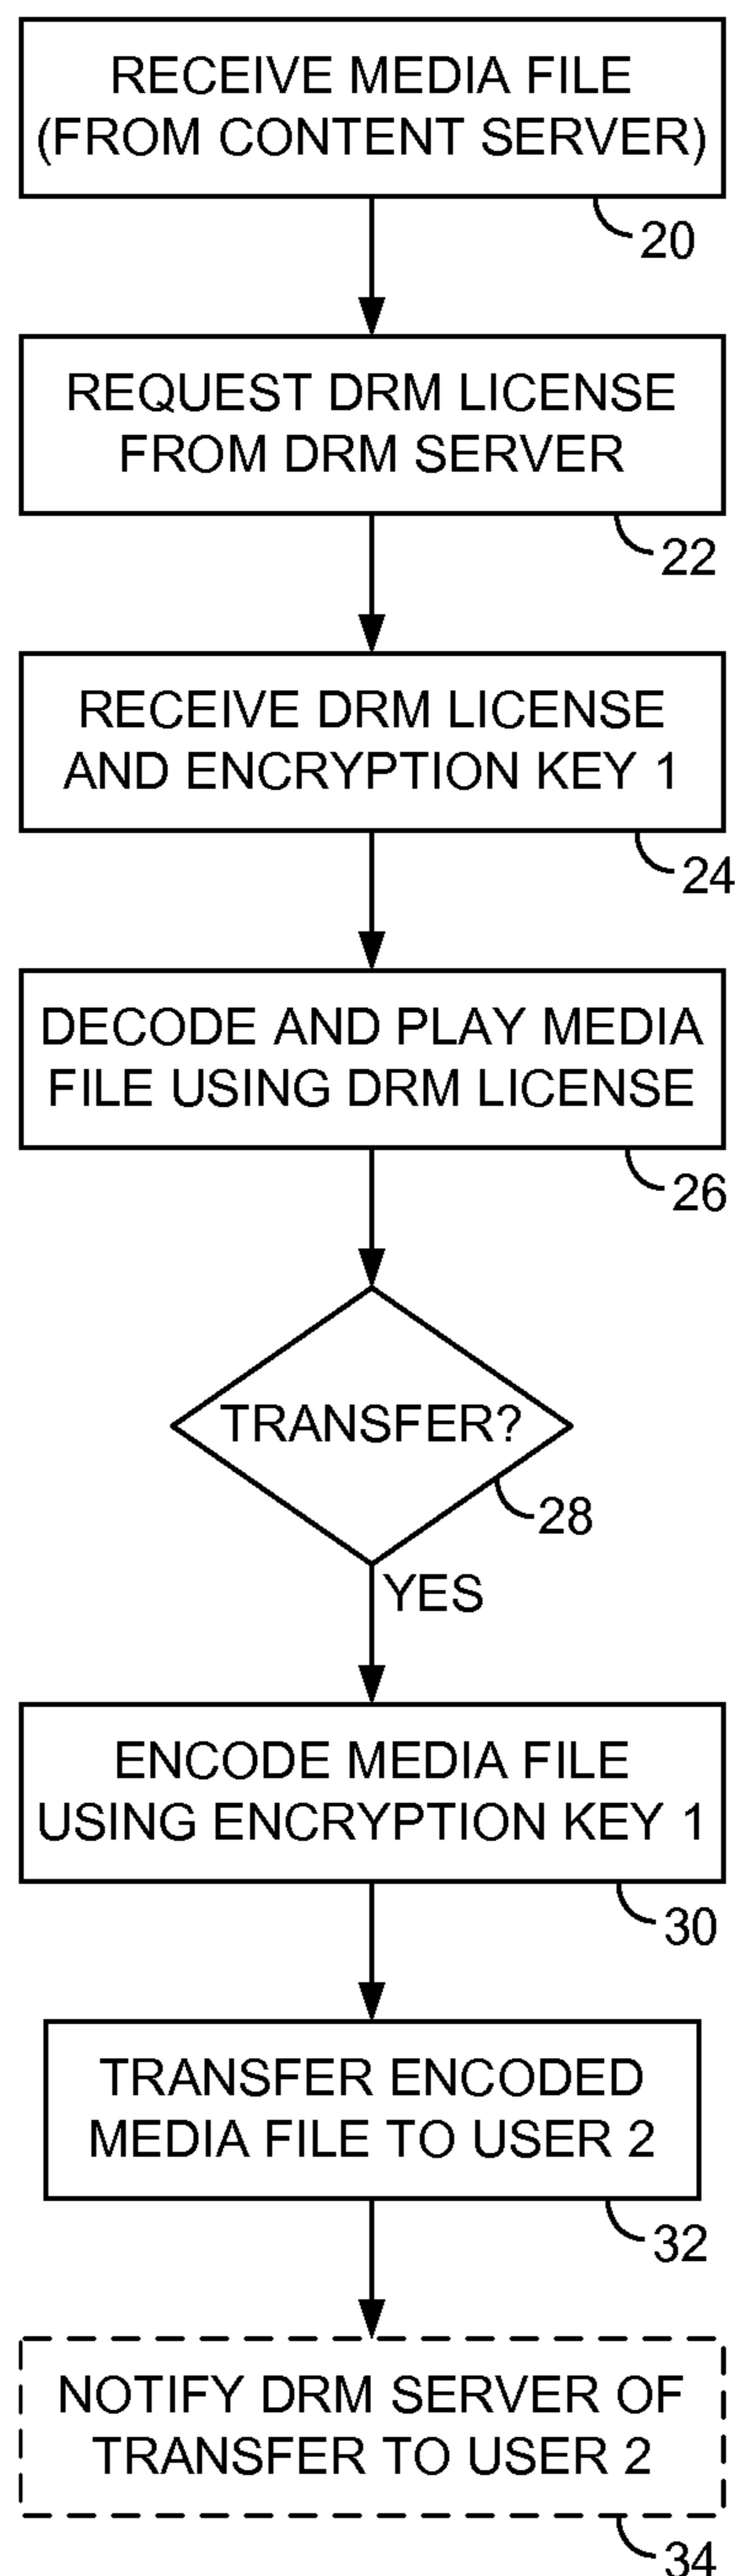 RECEIVE MEDIA FILE
(FROM CONTENT SERVER)
20
REQUEST DRM LICENSE
FROM DRM SERVER
22
RECEIVE DRM LICENSE
AND ENCRYPTION KEY 1
24
DECODE AND PLAY MEDIA
FILE USING DRM LICENSE
26
TRANSFER?
28
YES
ENCODE MEDIA FILE
USING ENCRYPTION KEY 1
30
TRANSFER ENCODED
MEDIA FILE TO USER 2
32
NOTIFY DRM SERVER OF
TRANSFER TO USER 2
34